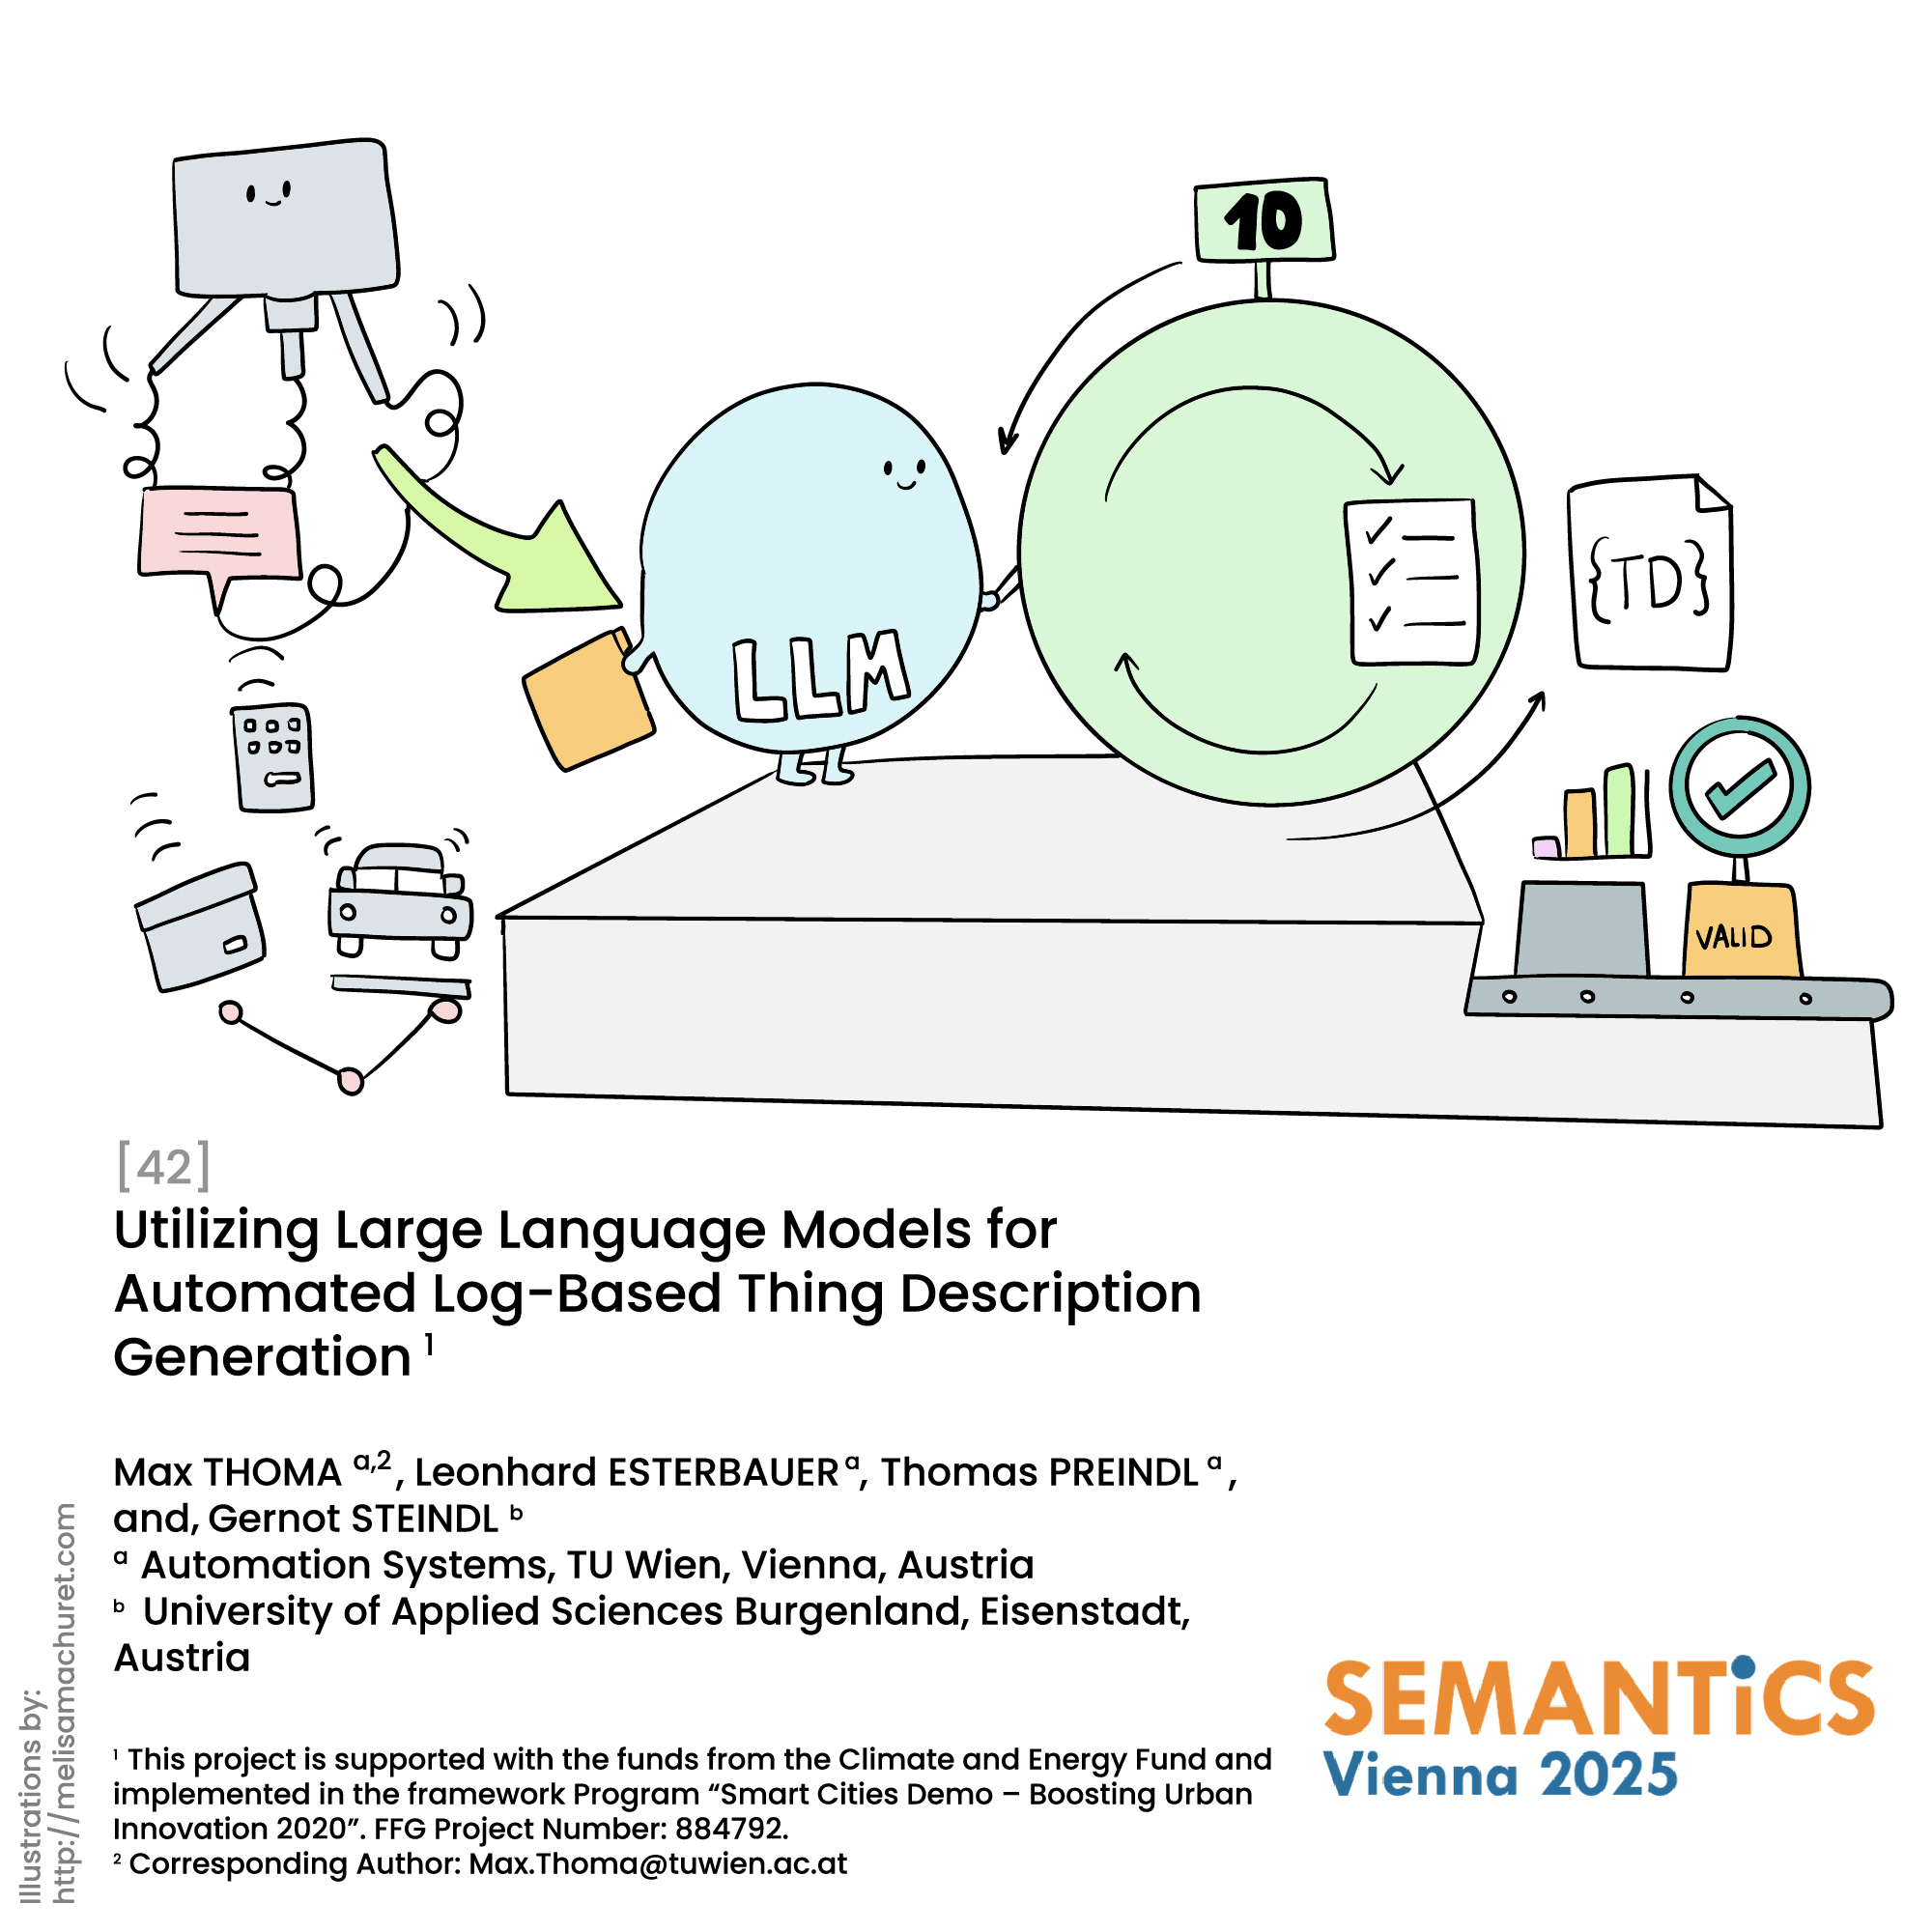 10
LLM
{TD}
VALID
[42]
Utilizing Large Language Models for
Automated Log-Based Thing Description
Generation ¹
Max THOMA ᵃ,², Leonhard ESTERBAUER ᵃ, Thomas PREINDL ᵃ,
and, Gernot STEINDL ᵇ
ᵃ Automation Systems, TU Wien, Vienna, Austria
ᵇ University of Applied Sciences Burgenland, Eisenstadt,
Austria
¹ This project is supported with the funds from the Climate and Energy Fund and
implemented in the framework Program “Smart Cities Demo – Boosting Urban
Innovation 2020”. FFG Project Number: 884792.
² Corresponding Author: Max.Thoma@tuwien.ac.at
SEMANTiCS
Vienna 2025
Illustrations by:
http://melisamachuret.com